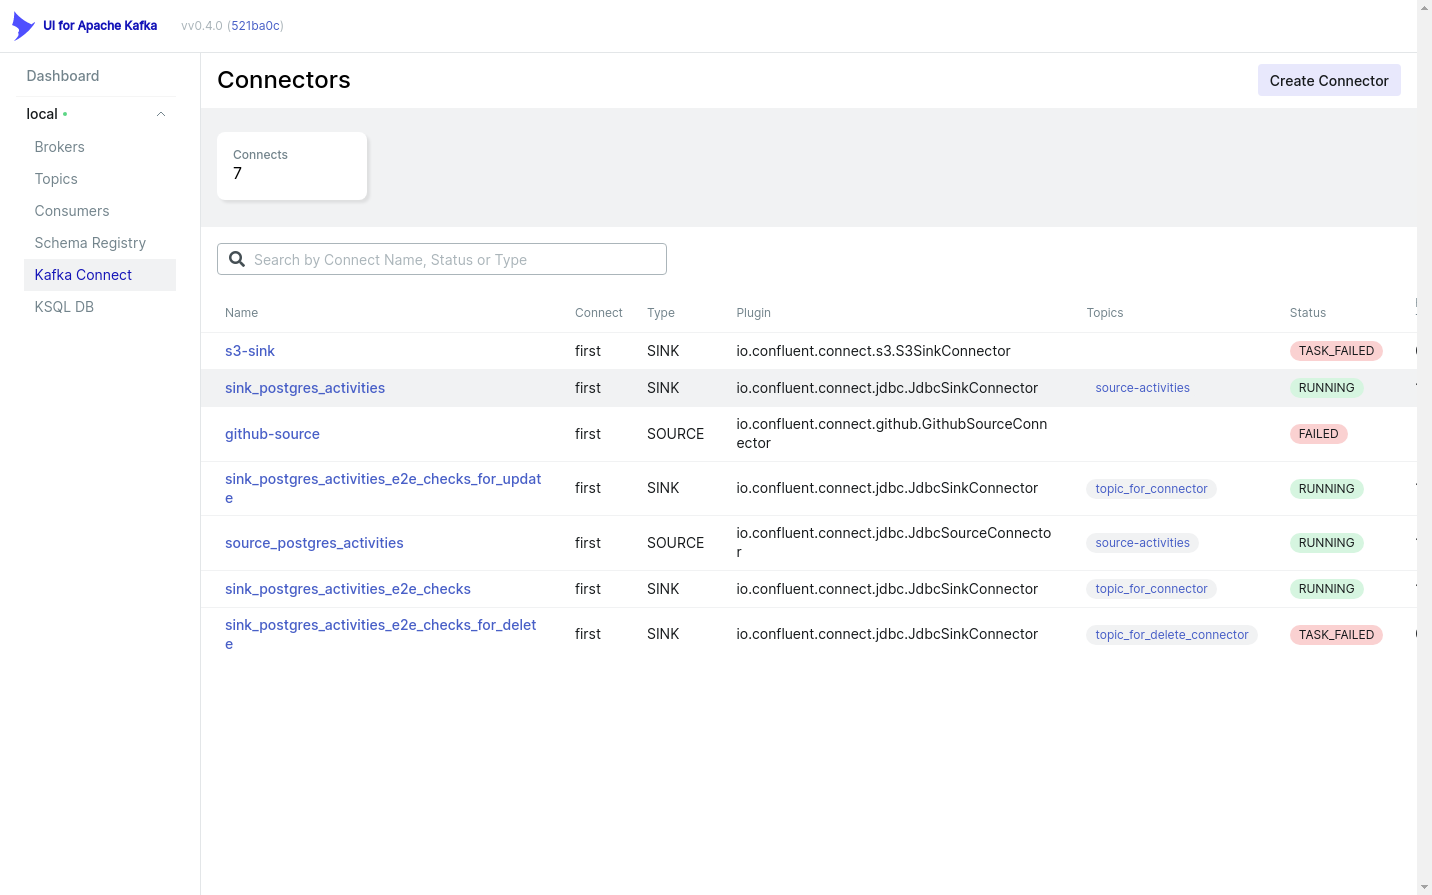 UI for Apache Kafka vv0.4.0 (521ba0c)
Dashboard
local
Brokers
Topics
Consumers
Schema Registry
Kafka Connect
KSQL DB
Connectors
Create Connector
Connects
7
Search by Connect Name, Status or Type
Name Connect Type Plugin Topics Status
s3-sink first SINK io.confluent.connect.s3.S3SinkConnector TASK_FAILED
sink_postgres_activities first SINK io.confluent.connect.jdbc.JdbcSinkConnector source-activities RUNNING
github-source first SOURCE io.confluent.connect.github.GithubSourceConn
ector FAILED
sink_postgres_activities_e2e_checks_for_updat
e first SINK io.confluent.connect.jdbc.JdbcSinkConnector topic_for_connector RUNNING
source_postgres_activities first SOURCE io.confluent.connect.jdbc.JdbcSourceConnecto
r source-activities RUNNING
sink_postgres_activities_e2e_checks first SINK io.confluent.connect.jdbc.JdbcSinkConnector topic_for_connector RUNNING
sink_postgres_activities_e2e_checks_for_delet
e first SINK io.confluent.connect.jdbc.JdbcSinkConnector topic_for_delete_connector TASK_FAILED